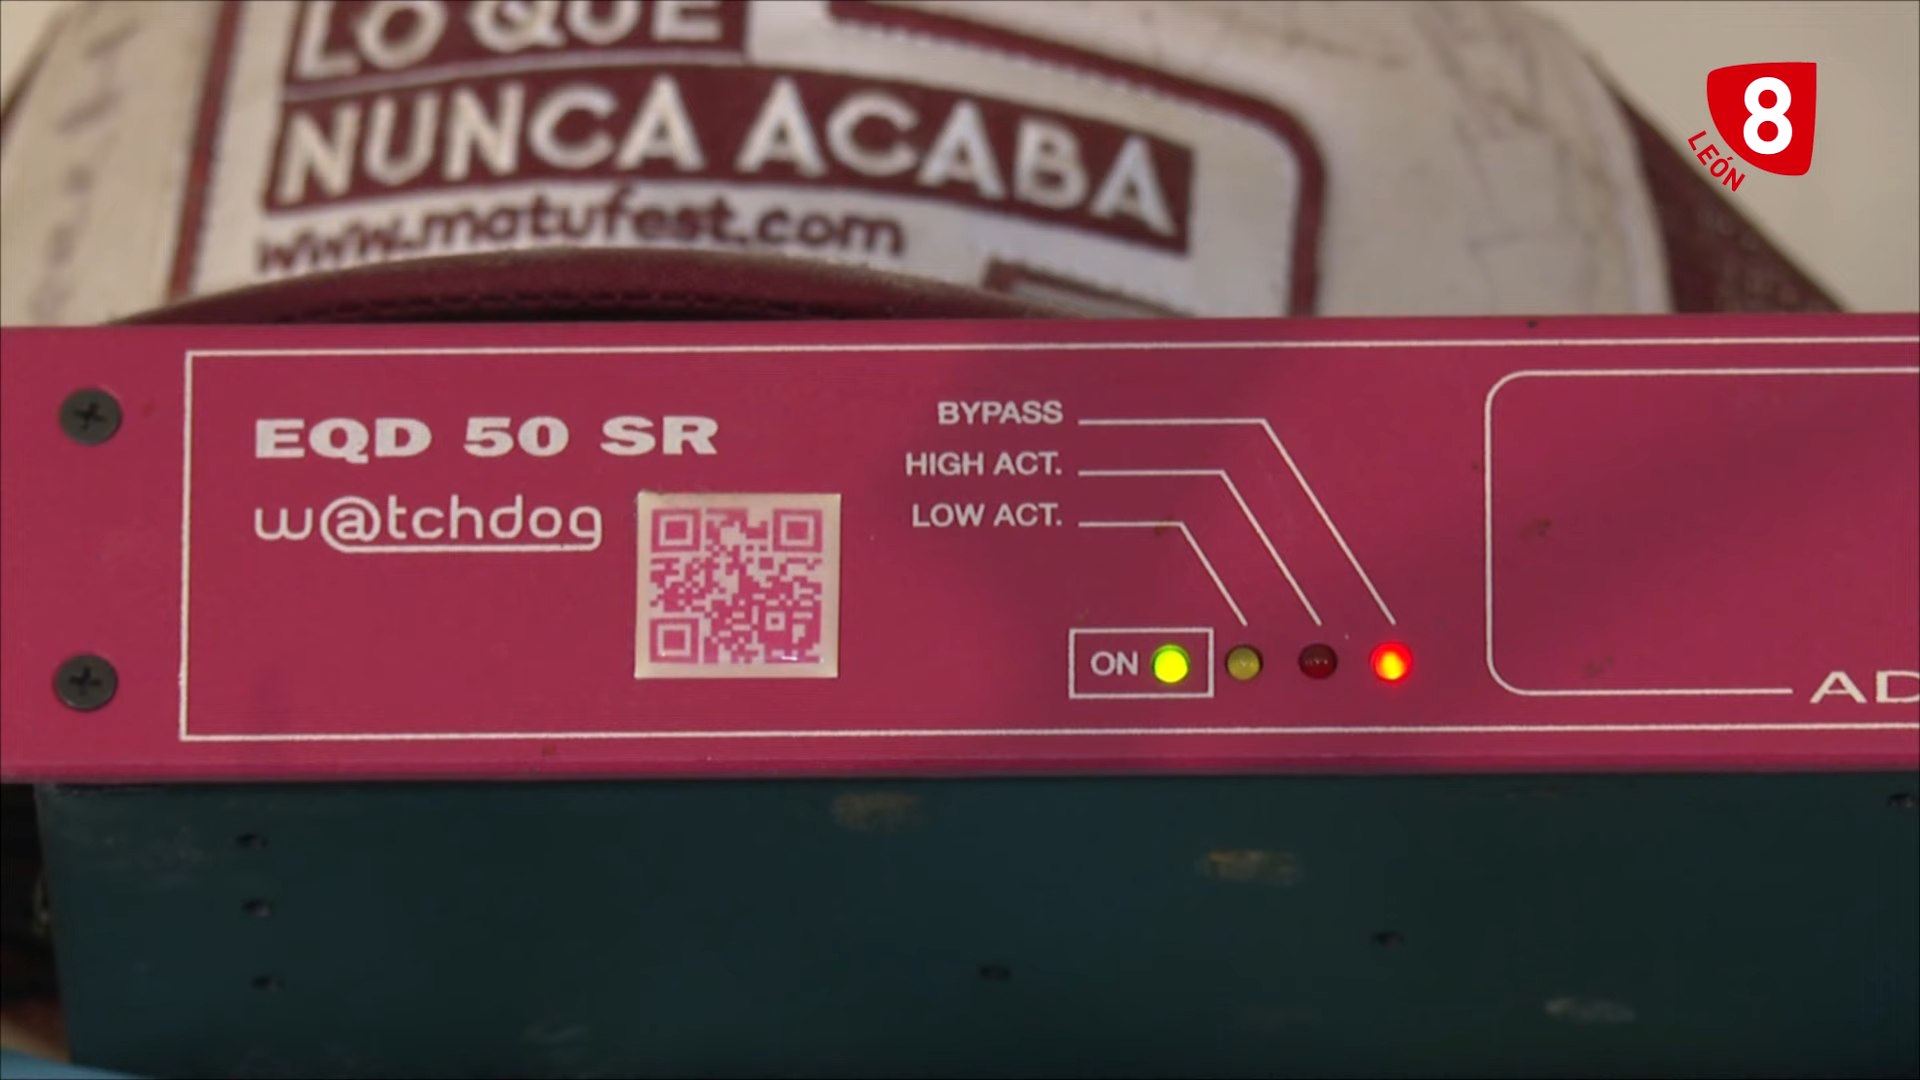 LO QUE
NUNCA ACABA
www.matufest.com
8
LEÓN
EQD 50 SR
w@tchdog
BYPASS
HIGH ACT.
LOW ACT.
ON
AD